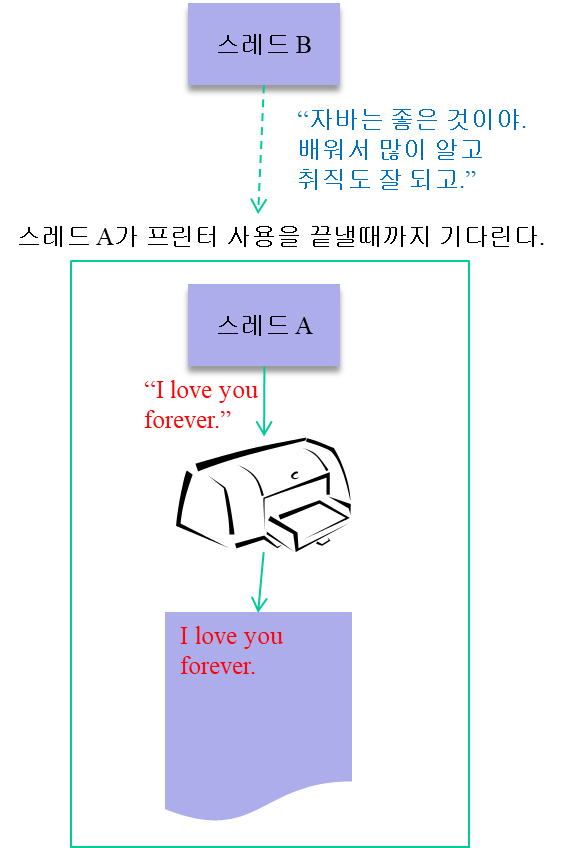 스레드 B
“자바는 좋은 것이야.
배워서 많이 알고
취직도 잘 되고.”
스레드 A가 프린터 사용을 끝낼때까지 기다린다.
스레드 A
“I love you
forever.”
I love you
forever.